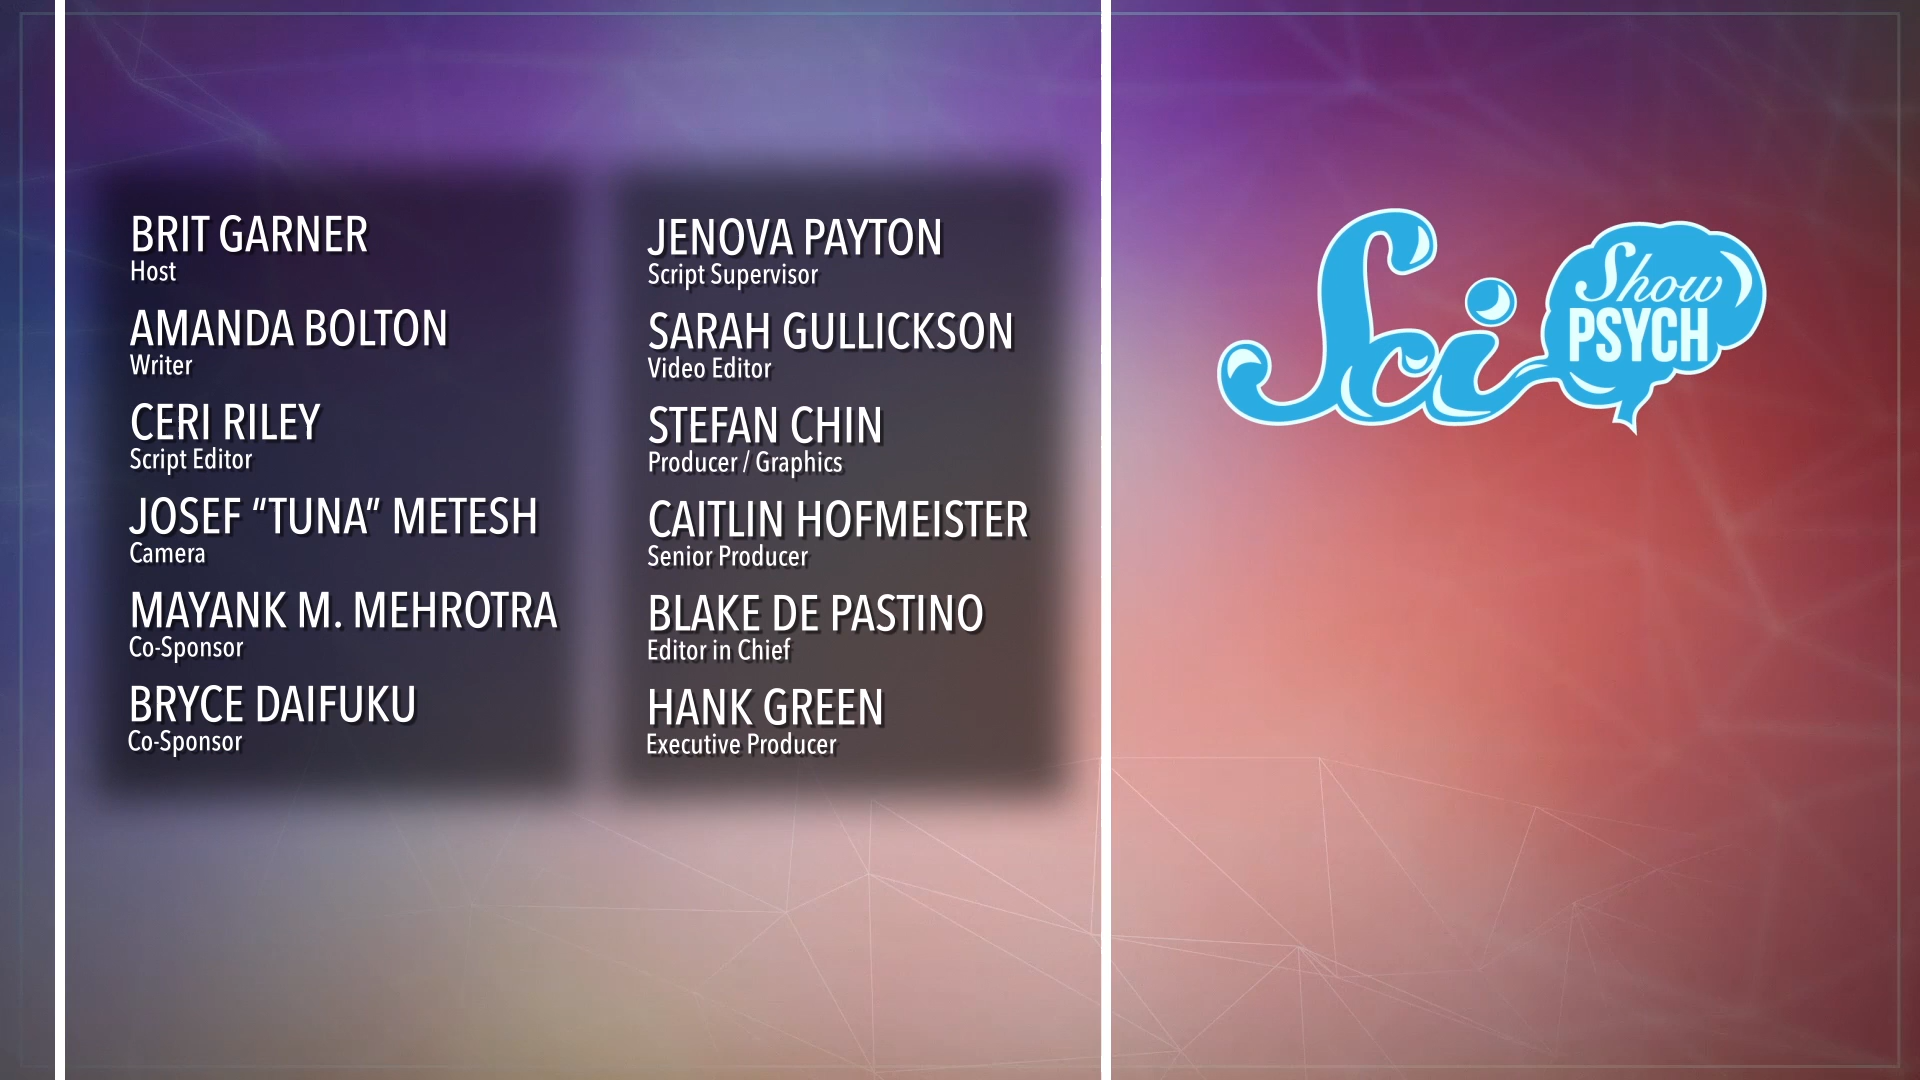 BRIT GARNER
Host
AMANDA BOLTON
Writer
CERI RILEY
Script Editor
JOSEF “TUNA” METESH
Camera
MAYANK M. MEHROTRA
Co-Sponsor
BRYCE DAIFUKU
Co-Sponsor
JENOVA PAYTON
Script Supervisor
SARAH GULLICKSON
Video Editor
STEFAN CHIN
Producer / Graphics
CAITLIN HOFMEISTER
Senior Producer
BLAKE DE PASTINO
Editor in Chief
HANK GREEN
Executive Producer
Sci
Show
PSYCH